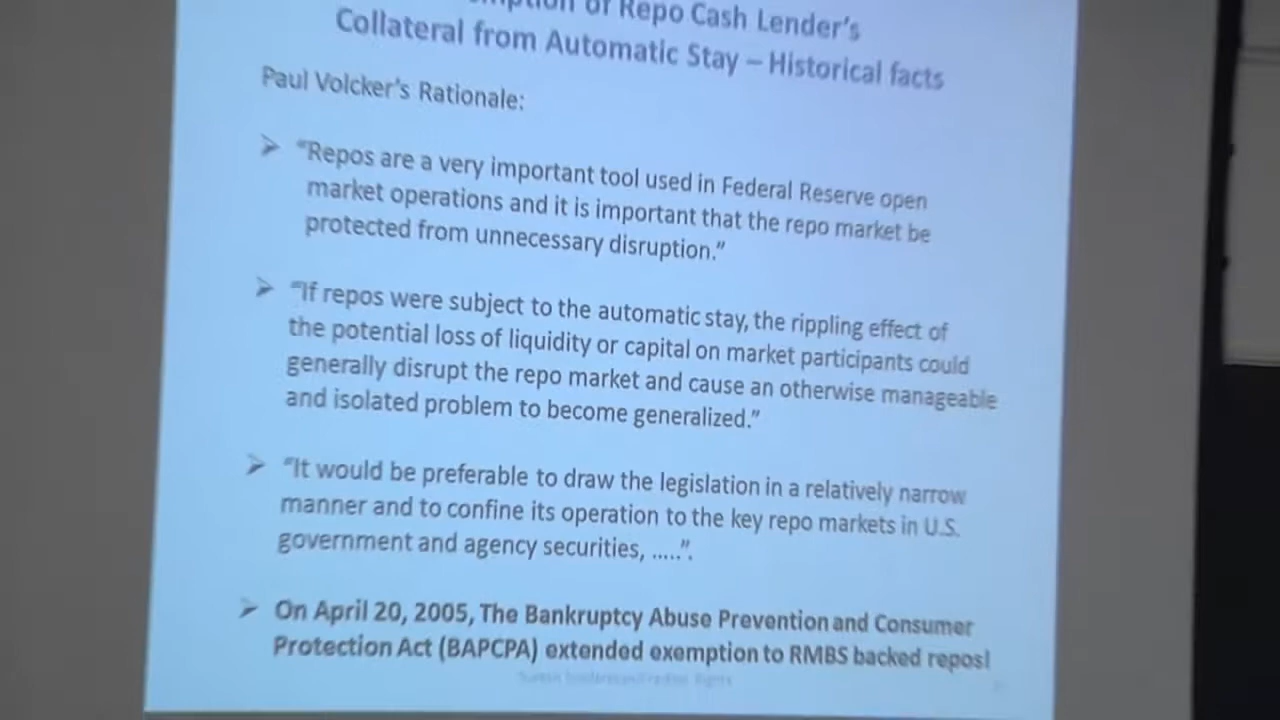 of Repo Cash Lender's
Collateral from Automatic Stay – Historical facts
Paul Volcker's Rationale:
➢ "Repos are a very important tool used in Federal Reserve open
market operations and it is important that the repo market be
protected from unnecessary disruption."
➢ "If repos were subject to the automatic stay, the rippling effect of
the potential loss of liquidity or capital on market participants could
generally disrupt the repo market and cause an otherwise manageable
and isolated problem to become generalized."
➢ "It would be preferable to draw the legislation in a relatively narrow
manner and to confine its operation to the key repo markets in U.S.
government and agency securities, .....".
➢ On April 20, 2005, The Bankruptcy Abuse Prevention and Consumer
Protection Act (BAPCPA) extended exemption to RMBS backed repos!